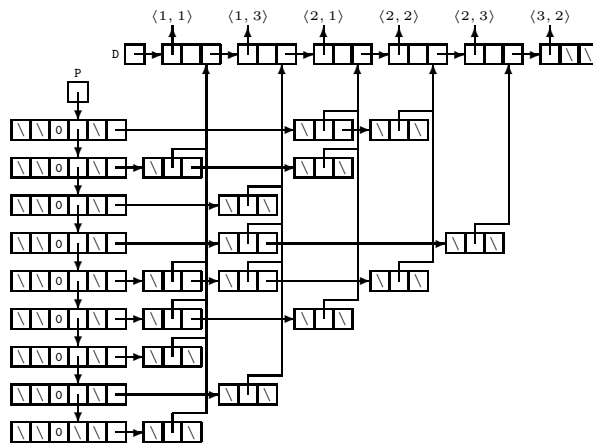 ⟨1, 1⟩ ⟨1, 3⟩ ⟨2, 1⟩ ⟨2, 2⟩ ⟨2, 3⟩ ⟨3, 2⟩
D \ \
P
\ \ 0 \ \ \ \
\ \ 0 \ \ \ \
\ \ 0 \ \ \
\ \ 0 \ \ \ \
\ \ 0 \ \ \ \ \
\ \ 0 \ \ \ \
\ \ 0 \ \ \
\ \ 0 \ \ \
\ \ 0 \ \ \ \